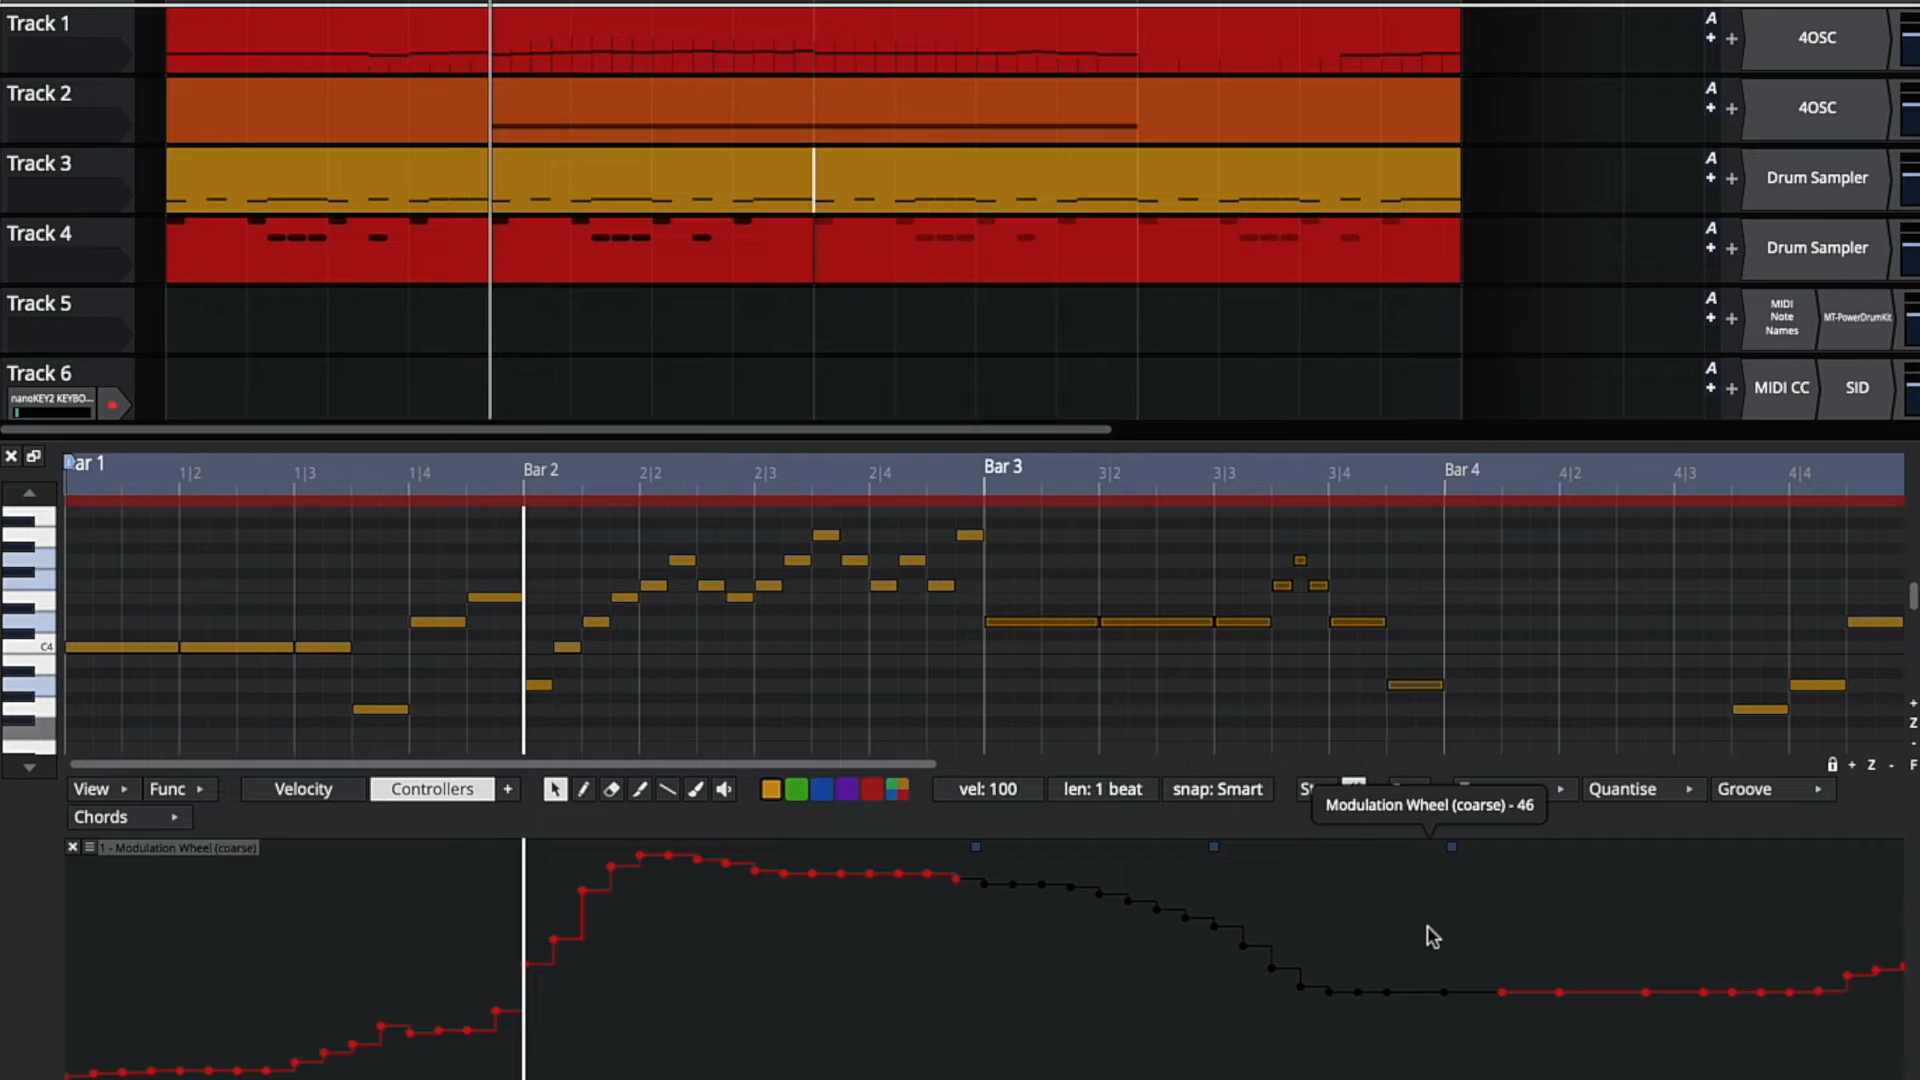 Track 1
A
+ +
4OSC
Track 2
A
+ +
4OSC
Track 3
A
+ +
Drum Sampler
Track 4
A
+ +
Drum Sampler
Track 5
A
+ +
MIDI
Note
Names
MT-PowerDrumKit
Track 6
nanoKEY2 KEYBO...
A
+ +
MIDI CC
SID
ar 1
1|2
1|3
1|4
Bar 2
2|2
2|3
2|4
Bar 3
3|2
3|3
3|4
Bar 4
4|2
4|3
4|4
C4
+
Z
-
+ Z - F
View
Func
Velocity
Controllers
+
vel: 100
len: 1 beat
snap: Smart
Quantise
Groove
Modulation Wheel (coarse) - 46
Chords
1 - Modulation Wheel (coarse)